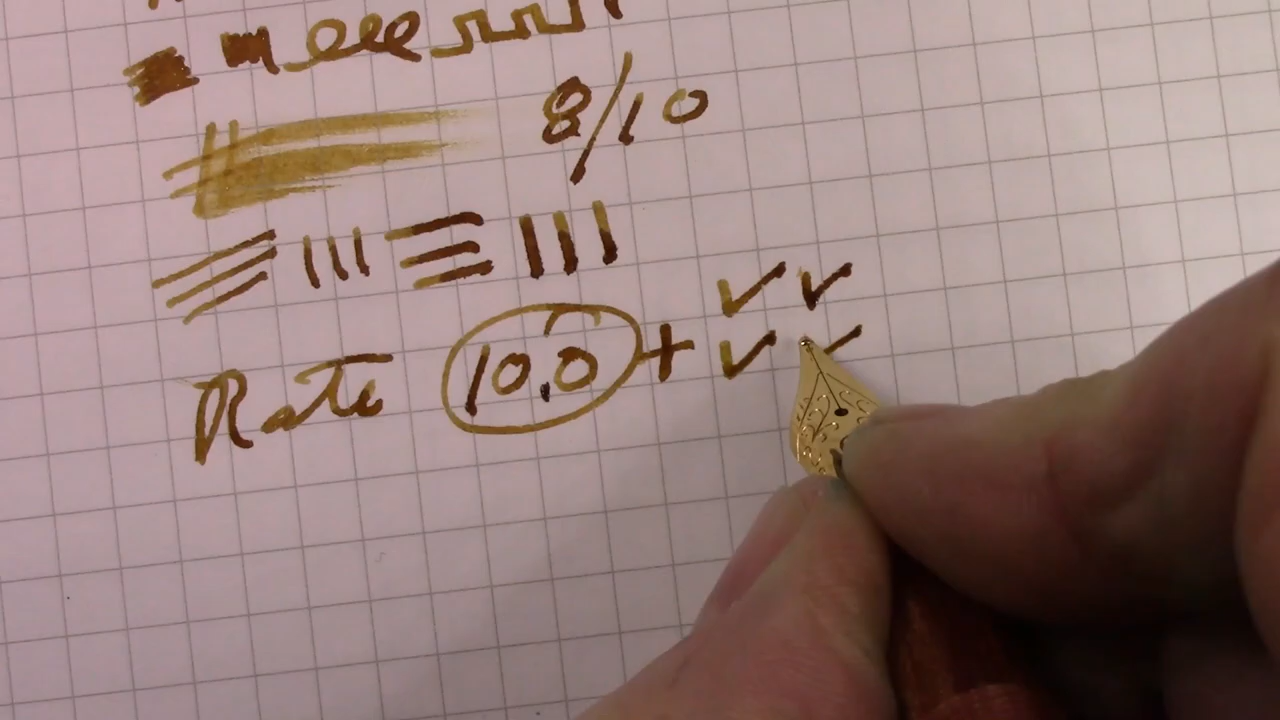 8/10
Rate 10,0 + ✓ ✓
✓ ✓